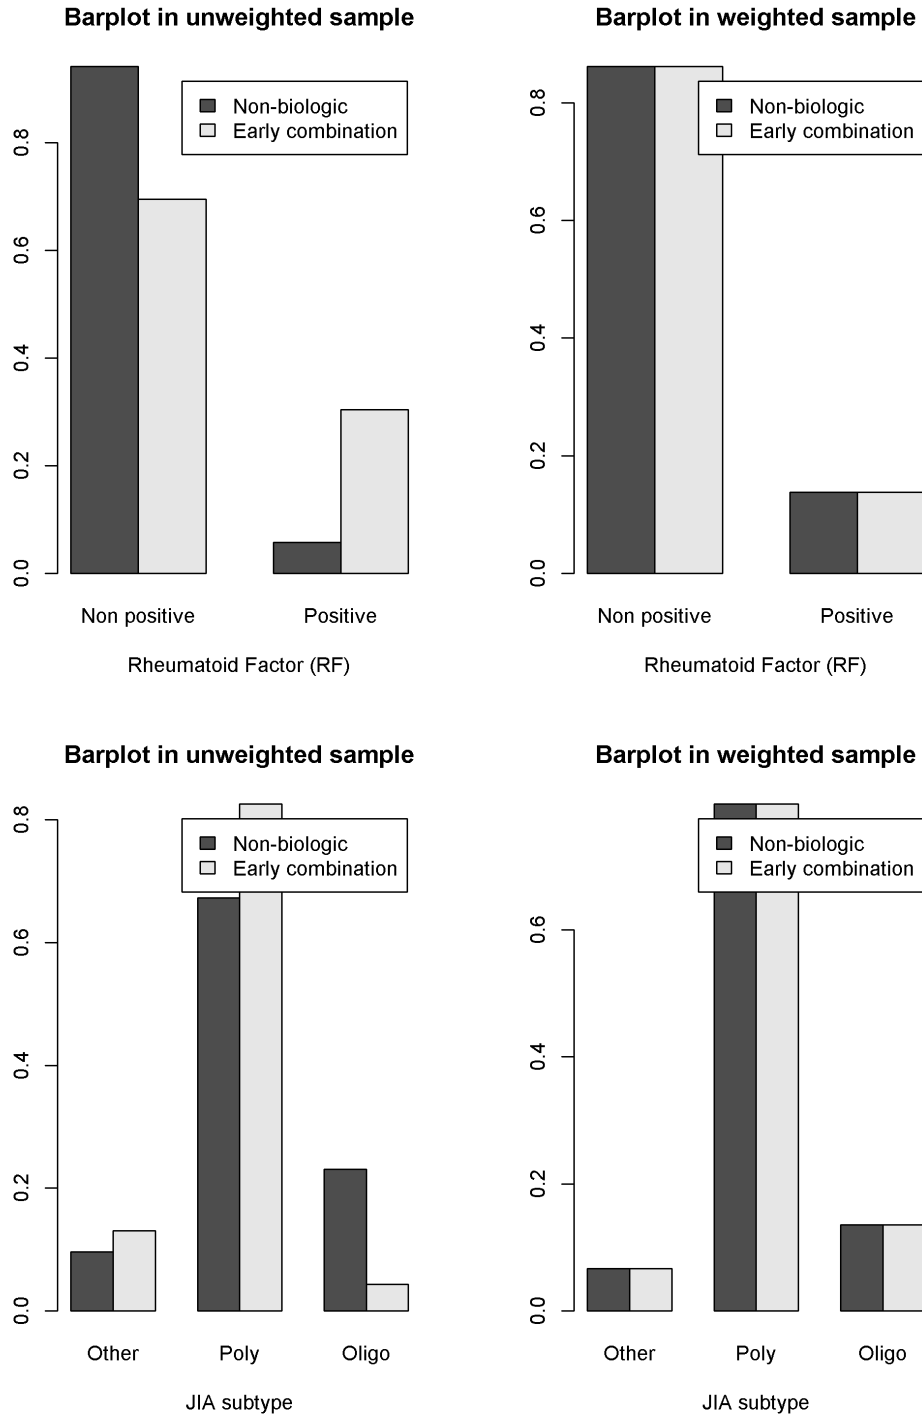 Barplot in unweighted sample
Non-biologic
Early combination
0.8
0.6
0.4
0.2
0.0
Non positive Positive
Rheumatoid Factor (RF)
Barplot in weighted sample
Non-biologic
Early combination
0.8
0.6
0.4
0.2
0.0
Non positive Positive
Rheumatoid Factor (RF)
Barplot in unweighted sample
Non-biologic
Early combination
0.8
0.6
0.4
0.2
0.0
Other Poly Oligo
JIA subtype
Barplot in weighted sample
Non-biologic
Early combination
0.6
0.4
0.2
0.0
Other Poly Oligo
JIA subtype